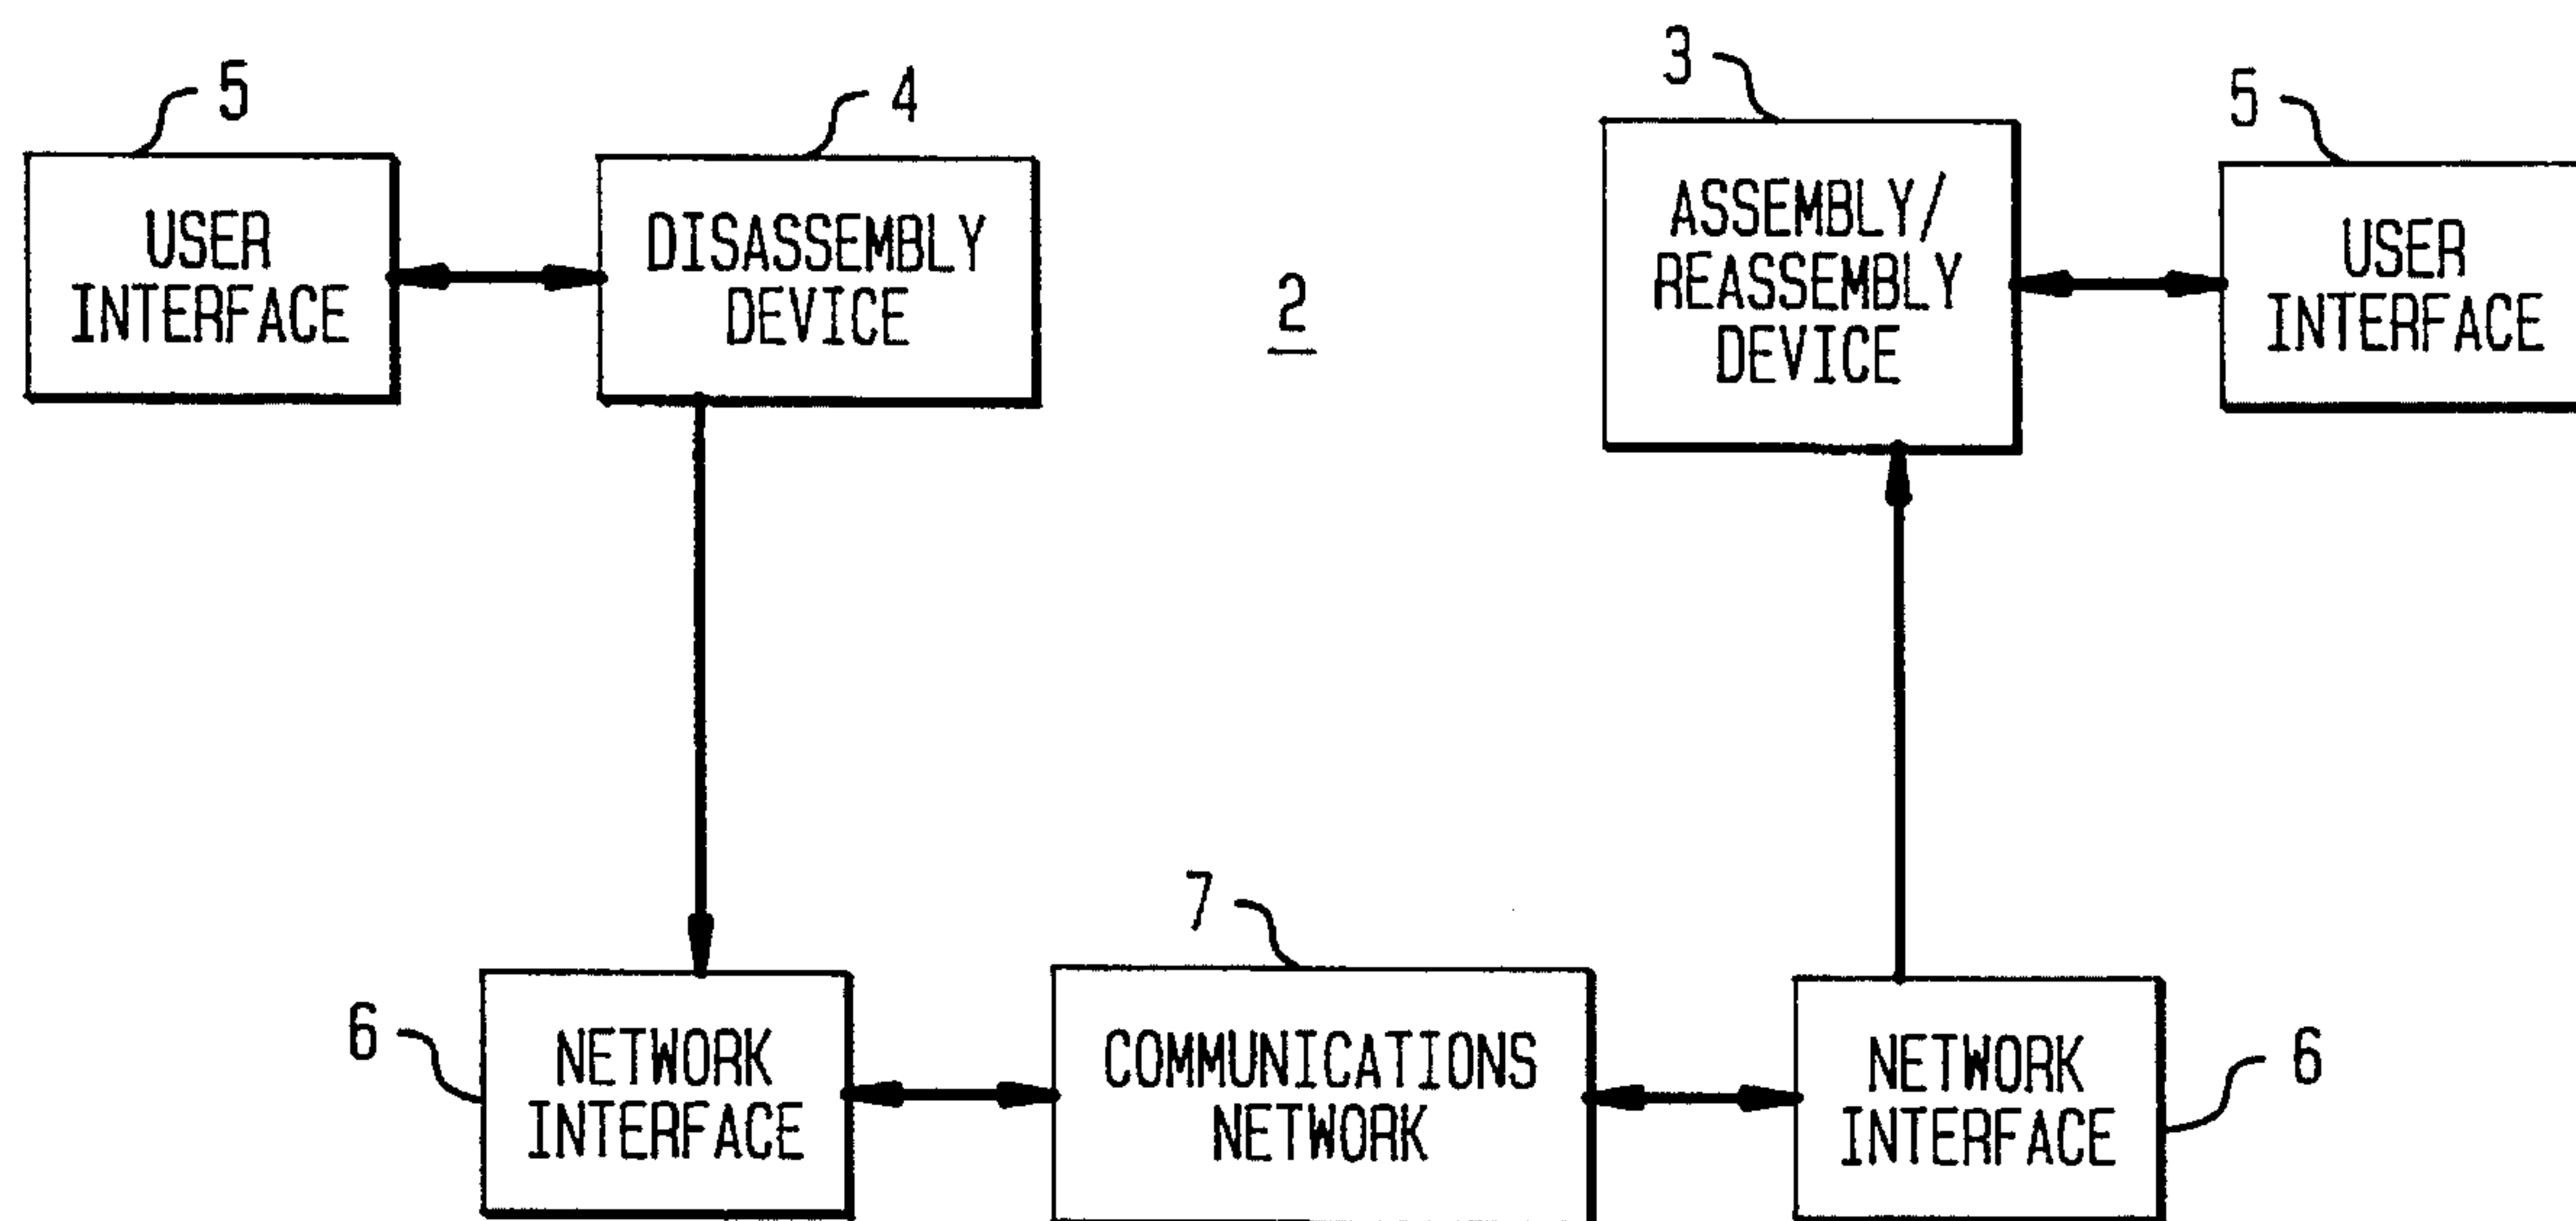 5
4
3
5
USER
INTERFACE
DISASSEMBLY
DEVICE
2
ASSEMBLY/
REASSEMBLY
DEVICE
USER
INTERFACE
7
6
NETWORK
INTERFACE
COMMUNICATIONS
NETWORK
NETWORK
INTERFACE
6